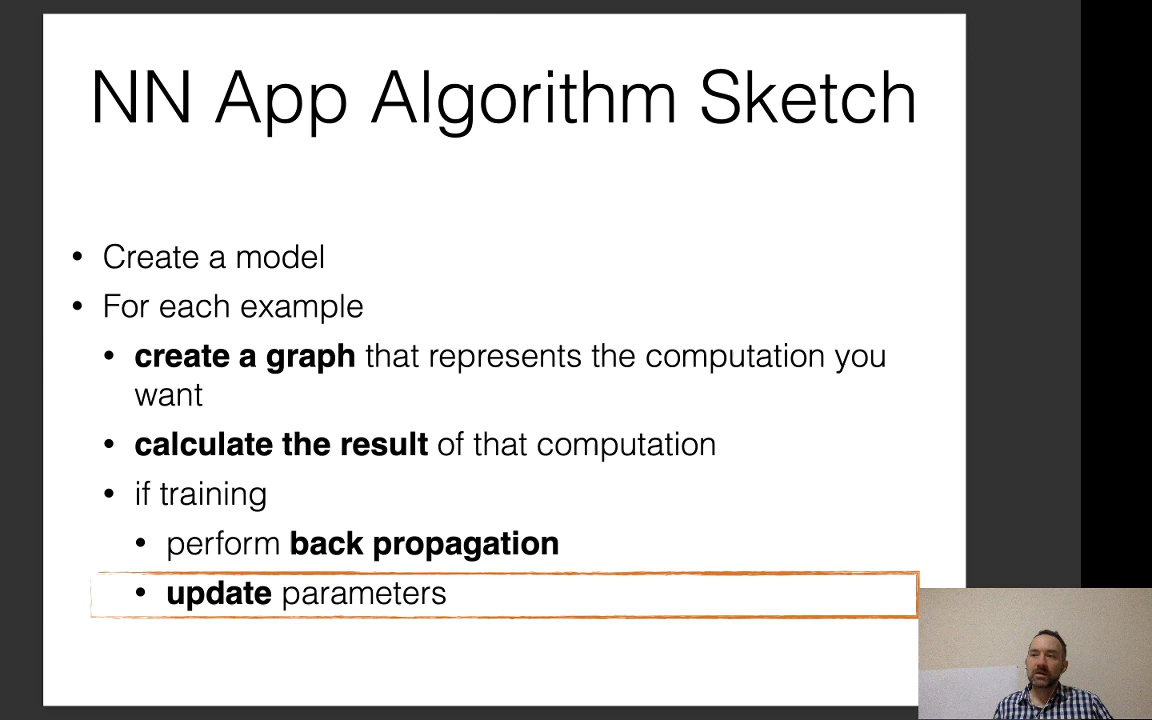 NN App Algorithm Sketch
• Create a model
• For each example
• create a graph that represents the computation you
want
• calculate the result of that computation
• if training
• perform back propagation
• update parameters